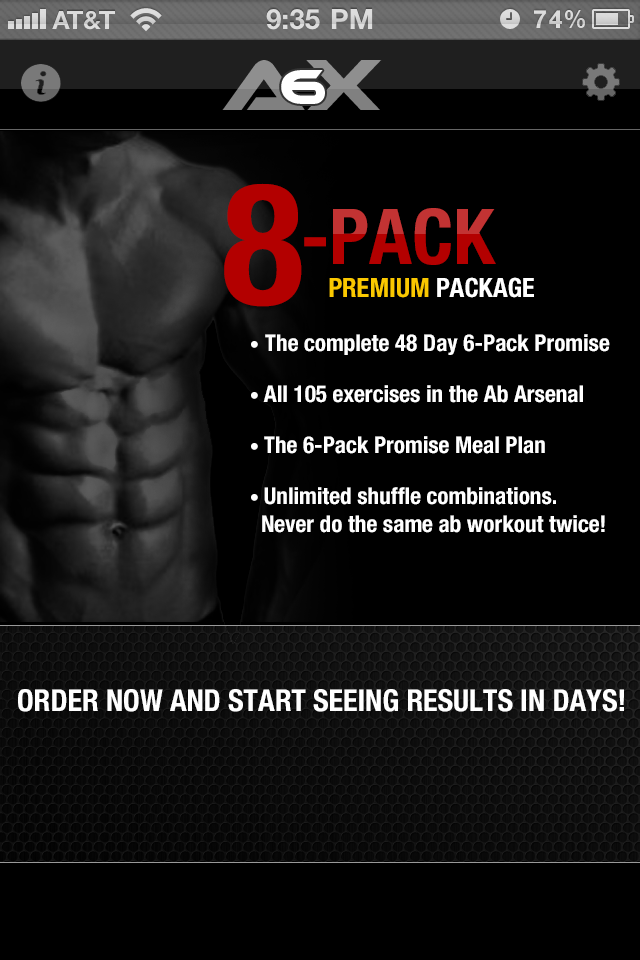 AT&T 9:35 PM 74%
i A6X
8-PACK
PREMIUM PACKAGE
• The complete 48 Day 6-Pack Promise
• All 105 exercises in the Ab Arsenal
• The 6-Pack Promise Meal Plan
• Unlimited shuffle combinations.
Never do the same ab workout twice!
ORDER NOW AND START SEEING RESULTS IN DAYS!